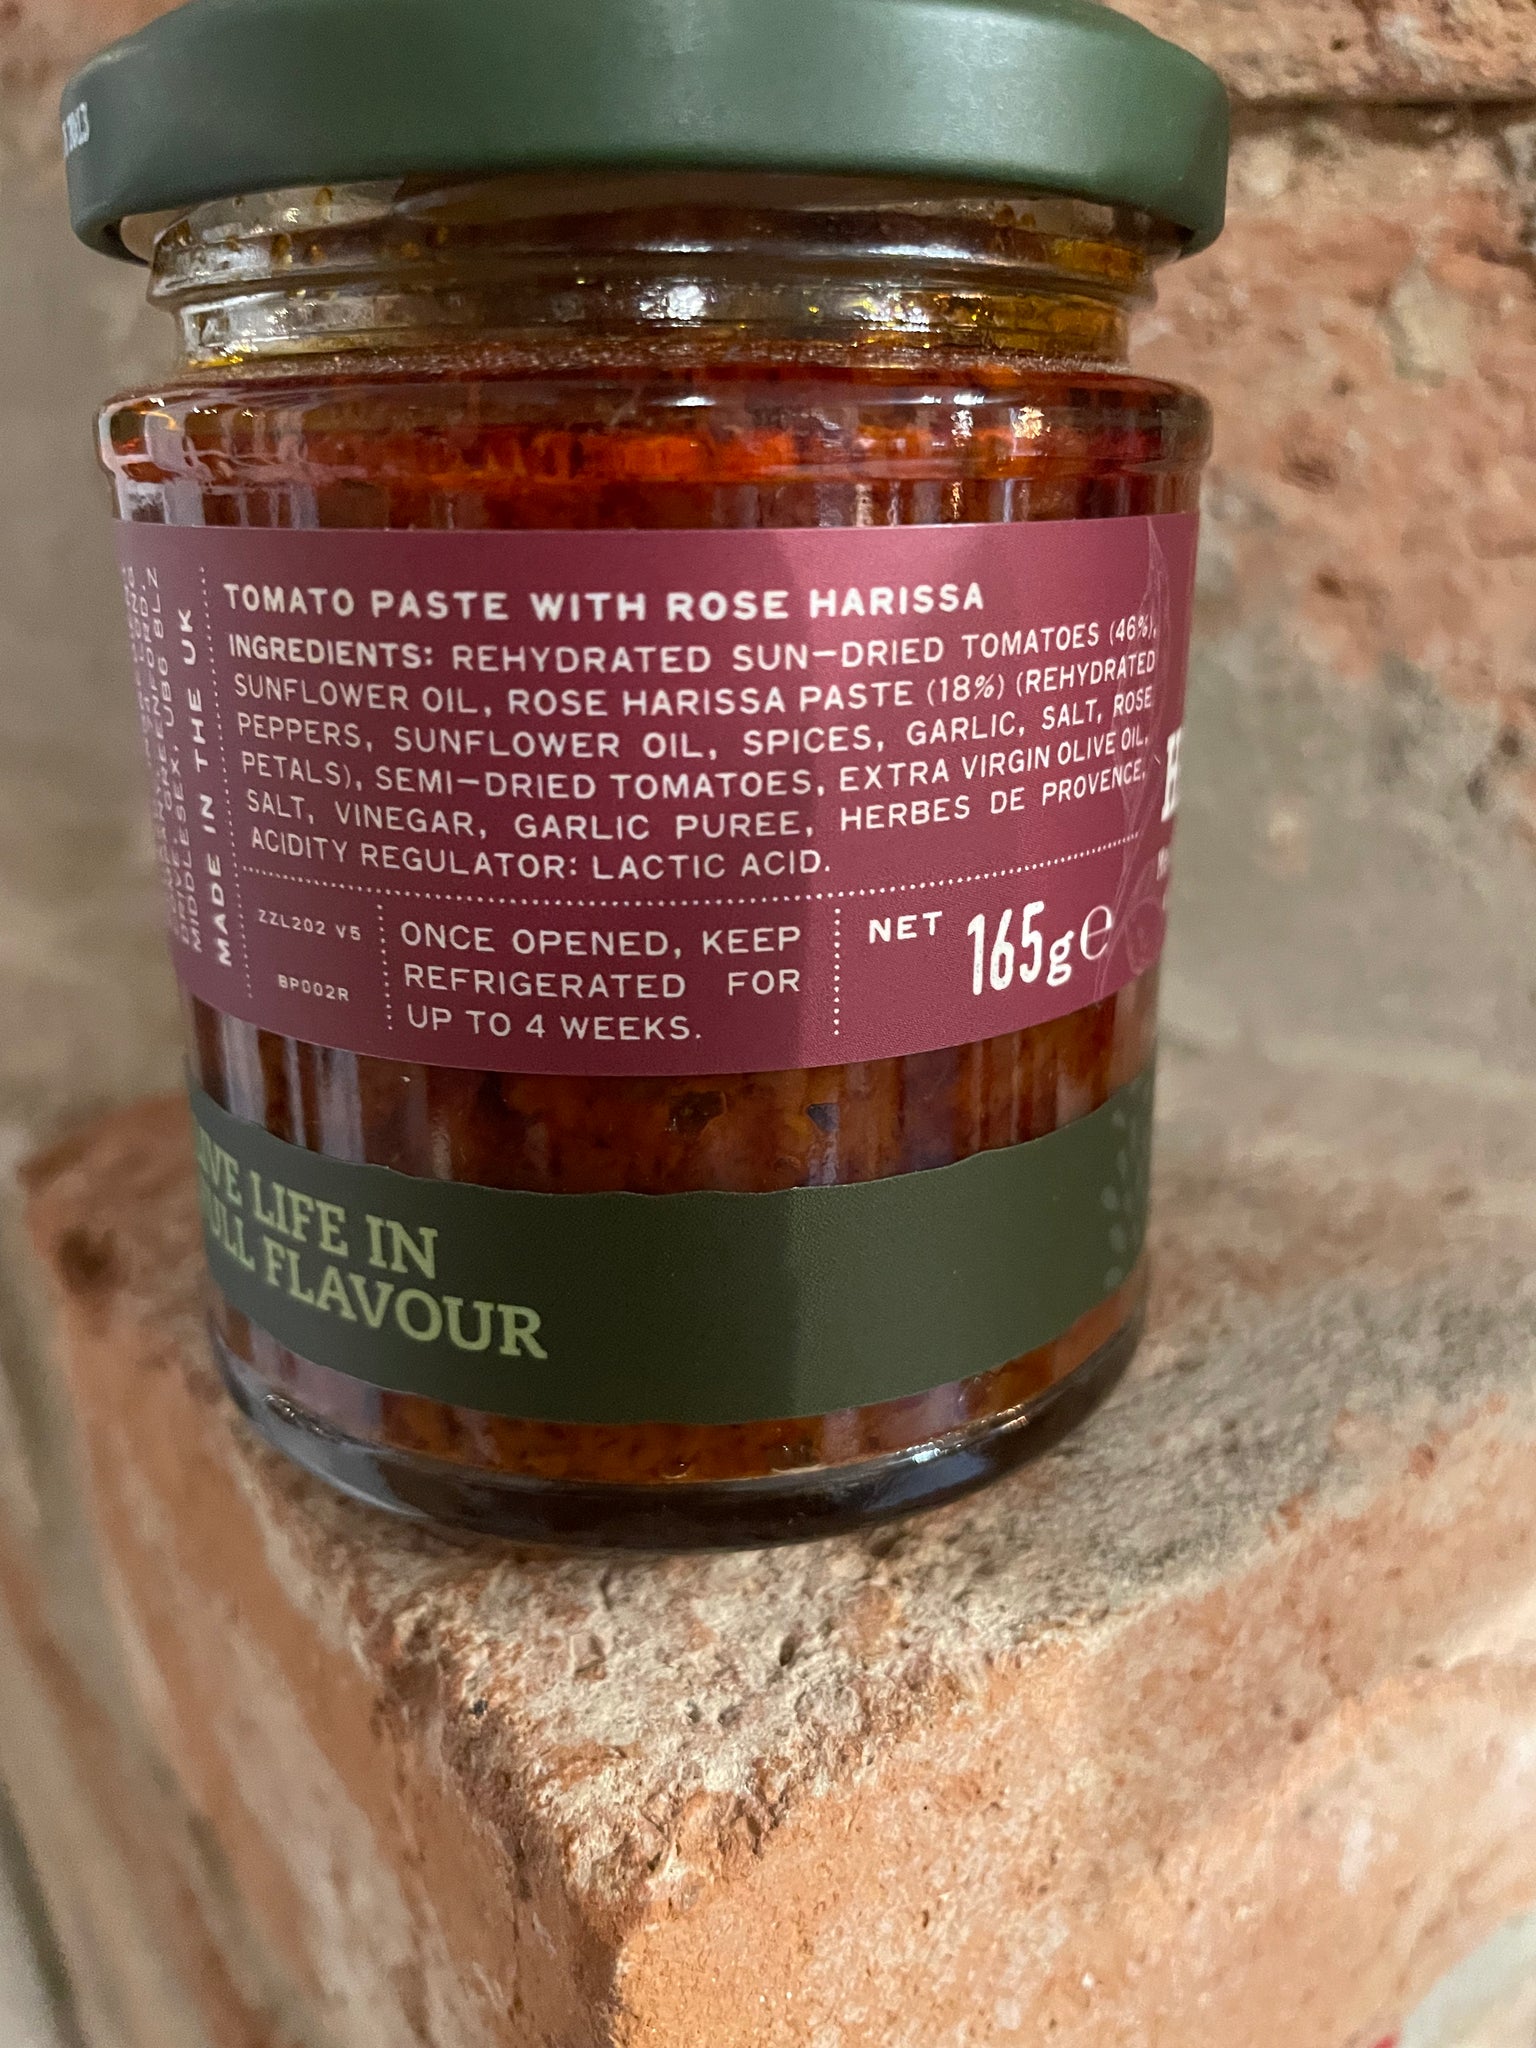 TOMATO PASTE WITH ROSE HARISSA
INGREDIENTS: REHYDRATED SUN-DRIED TOMATOES (46%),
SUNFLOWER OIL, ROSE HARISSA PASTE (18%) (REHYDRATED
PEPPERS, SUNFLOWER OIL, SPICES, GARLIC, SALT, ROSE
PETALS), SEMI-DRIED TOMATOES, EXTRA VIRGIN OLIVE OIL,
SALT, VINEGAR, GARLIC PUREE, HERBES DE PROVENCE,
ACIDITY REGULATOR: LACTIC ACID.
ZZL202 V5
BP002R
ONCE OPENED, KEEP
REFRIGERATED FOR
UP TO 4 WEEKS.
NET 165g e
MIDDLESEX, UB6 8LZ
MADE IN THE UK
LIFE IN
FLAVOUR